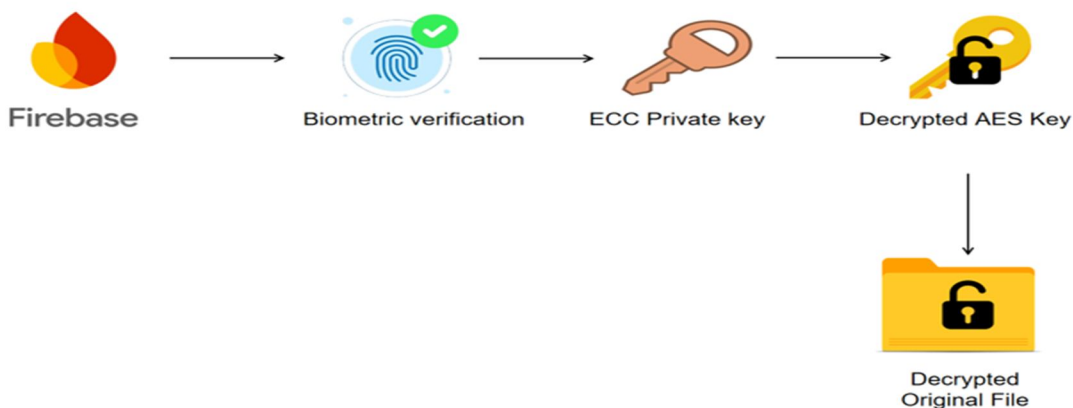 Firebase
Biometric verification
ECC Private key
Decrypted AES Key
Decrypted
Original File